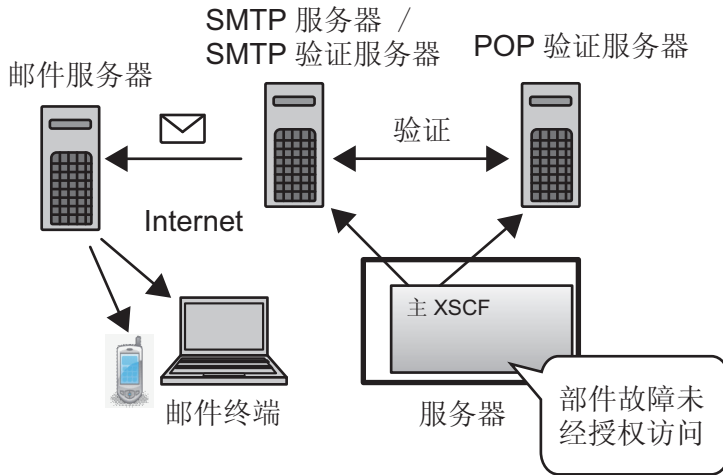 SMTP 服务器 /
SMTP 验证服务器
POP 验证服务器
邮件服务器
验证
Internet
主 XSCF
邮件终端
服务器
部件故障未
经授权访问